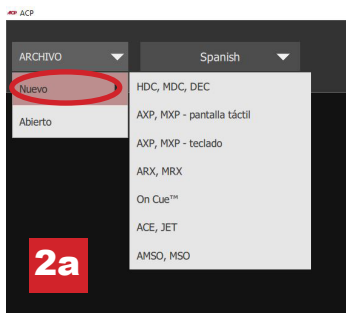 ACP ACP
ARCHIVO Spanish
Nuevo
Abierto
HDC, MDC, DEC
AXP, MXP - pantalla táctil
AXP, MXP - teclado
ARX, MRX
On Cue™
ACE, JET
AMSO, MSO
2a